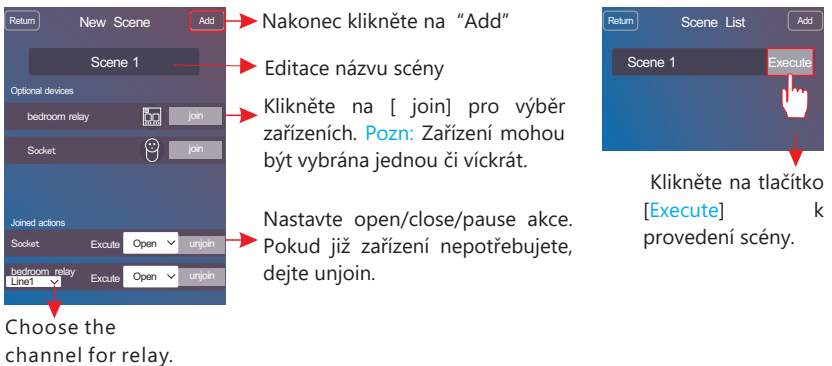 Return New Scene Add
Scene 1
Optional devices
bedroom relay join
Socket join
Joined actions
Socket Excute Open unjoin
bedroom relay
Line1 Excute Open unjoin
Choose the
channel for relay.
Nakonec klikněte na “Add”
Editace názvu scény
Klikněte na [ join] pro výběr
zařízeních. Pozn: Zařízení mohou
být vybrána jednou či víckrát.
Nastavte open/close/pause akce.
Pokud již zařízení nepotřebujete,
dejte unjoin.
Return Scene List Add
Scene 1 Execute
Klikněte na tlačítko
[Execute] k
provedení scény.